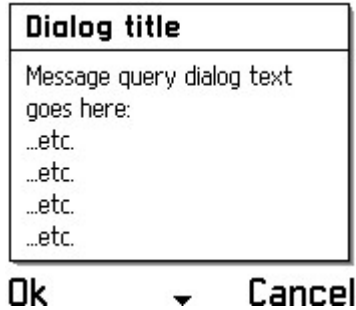 Dialog title
Message query dialog text
goes here:
...etc.
...etc.
...etc.
...etc.
Ok Cancel